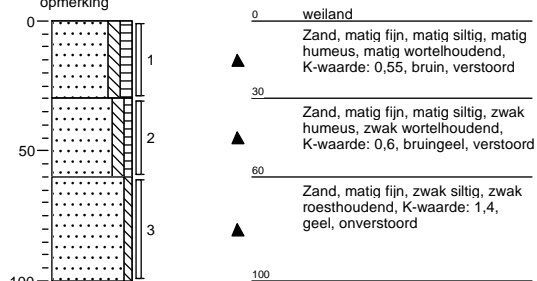 opmerking
0
1
2
50
3
100
0 weiland
Zand, matig fijn, matig siltig, matig
humeus, matig wortelhoudend,
K-waarde: 0,55, bruin, verstoord
30
Zand, matig fijn, matig siltig, zwak
humeus, zwak wortelhoudend,
K-waarde: 0,6, bruingeel, verstoord
60
Zand, matig fijn, zwak siltig, zwak
roesthoudend, K-waarde: 1,4,
geel, onverstoord
100